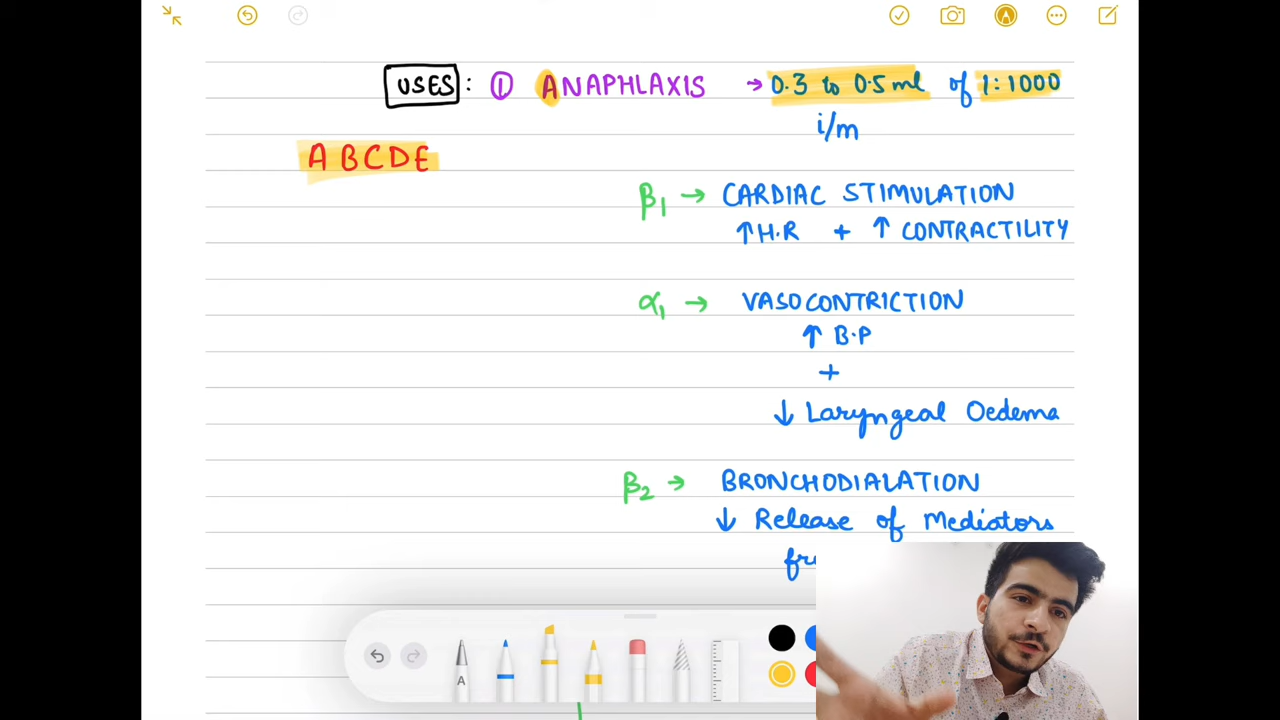 USES : ① ANAPHLAXIS → 0.3 to 0.5 ml of 1:1000
i/m
ABCDE
β1 → CARDIAC STIMULATION
↑ H.R + ↑ CONTRACTILITY
α1 → VASOCONTRICTION
↑ B.P
+
↓ Laryngeal Oedema
β2 → BRONCHODIALATION
↓ Release of Mediators
A